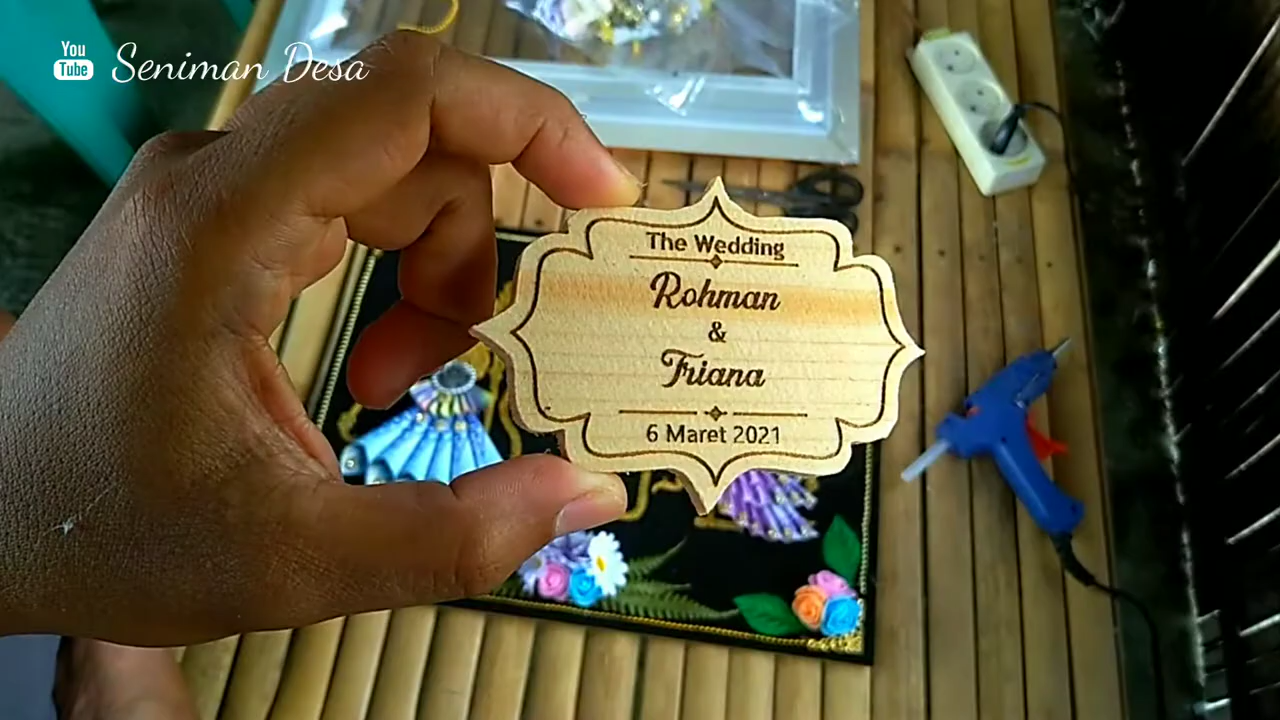 You
Tube
Seniman Desa
The Wedding
Rohman
&
Friana
6 Maret 2021